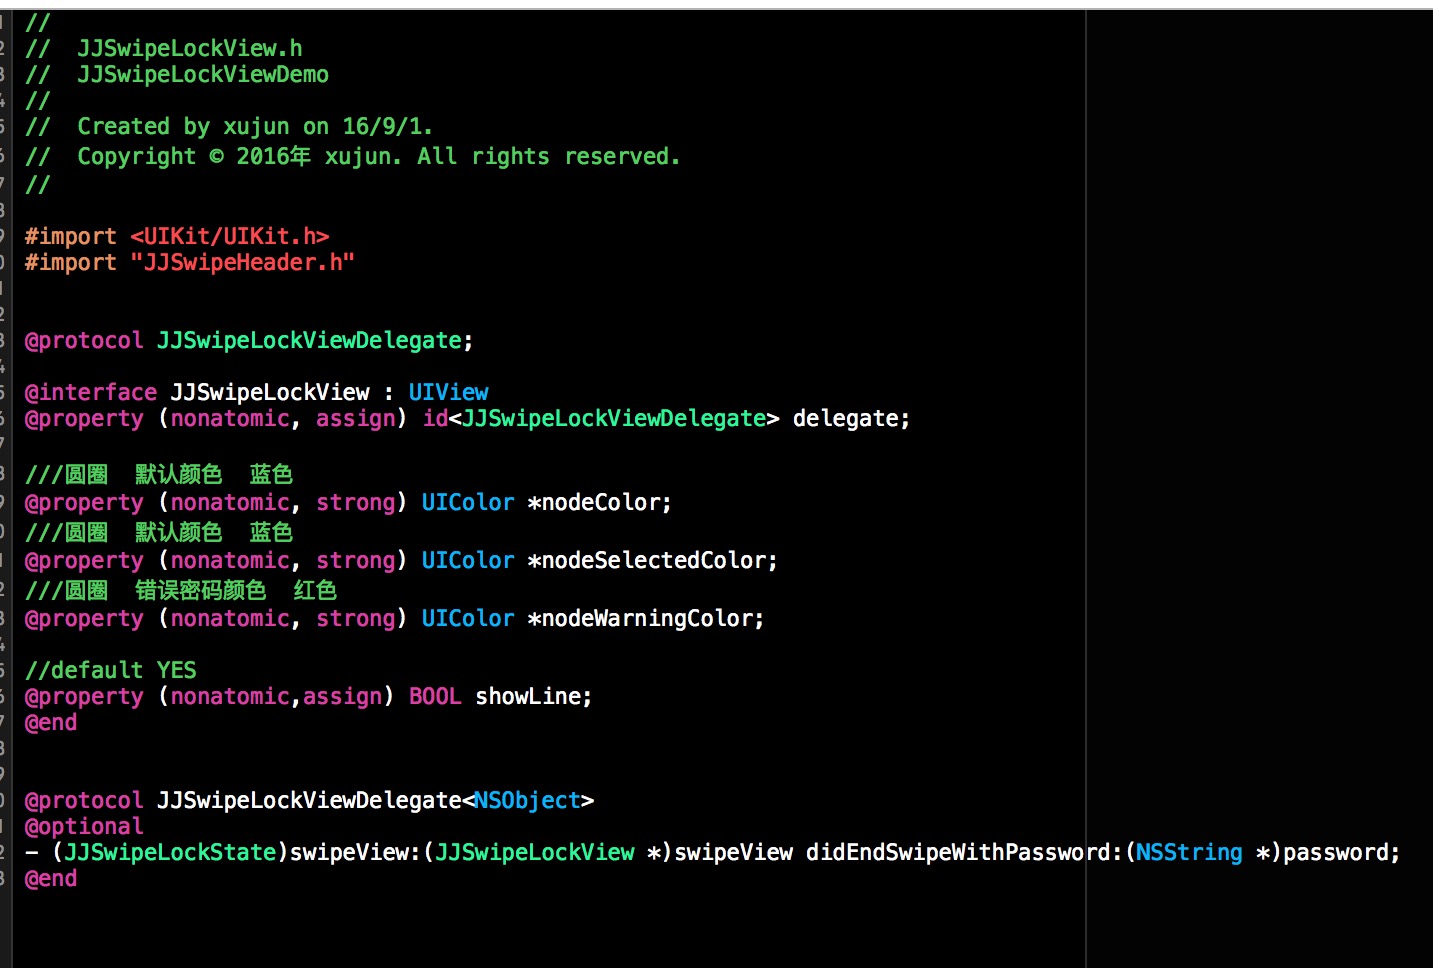 //
//  JJSwipeLockView.h
//  JJSwipeLockViewDemo
//
//  Created by xujun on 16/9/1.
//  Copyright © 2016年 xujun. All rights reserved.
//
#import <UIKit/UIKit.h>
#import "JJSwipeHeader.h"
@protocol JJSwipeLockViewDelegate;
@interface JJSwipeLockView : UIView
@property (nonatomic, assign) id<JJSwipeLockViewDelegate> delegate;
///圆圈  默认颜色  蓝色
@property (nonatomic, strong) UIColor *nodeColor;
///圆圈  默认颜色  蓝色
@property (nonatomic, strong) UIColor *nodeSelectedColor;
///圆圈  错误密码颜色  红色
@property (nonatomic, strong) UIColor *nodeWarningColor;
//default YES
@property (nonatomic,assign) BOOL showLine;
@end
@protocol JJSwipeLockViewDelegate<NSObject>
@optional
- (JJSwipeLockState)swipeView:(JJSwipeLockView *)swipeView didEndSwipeWithPassword:(NSString *)password;
@end